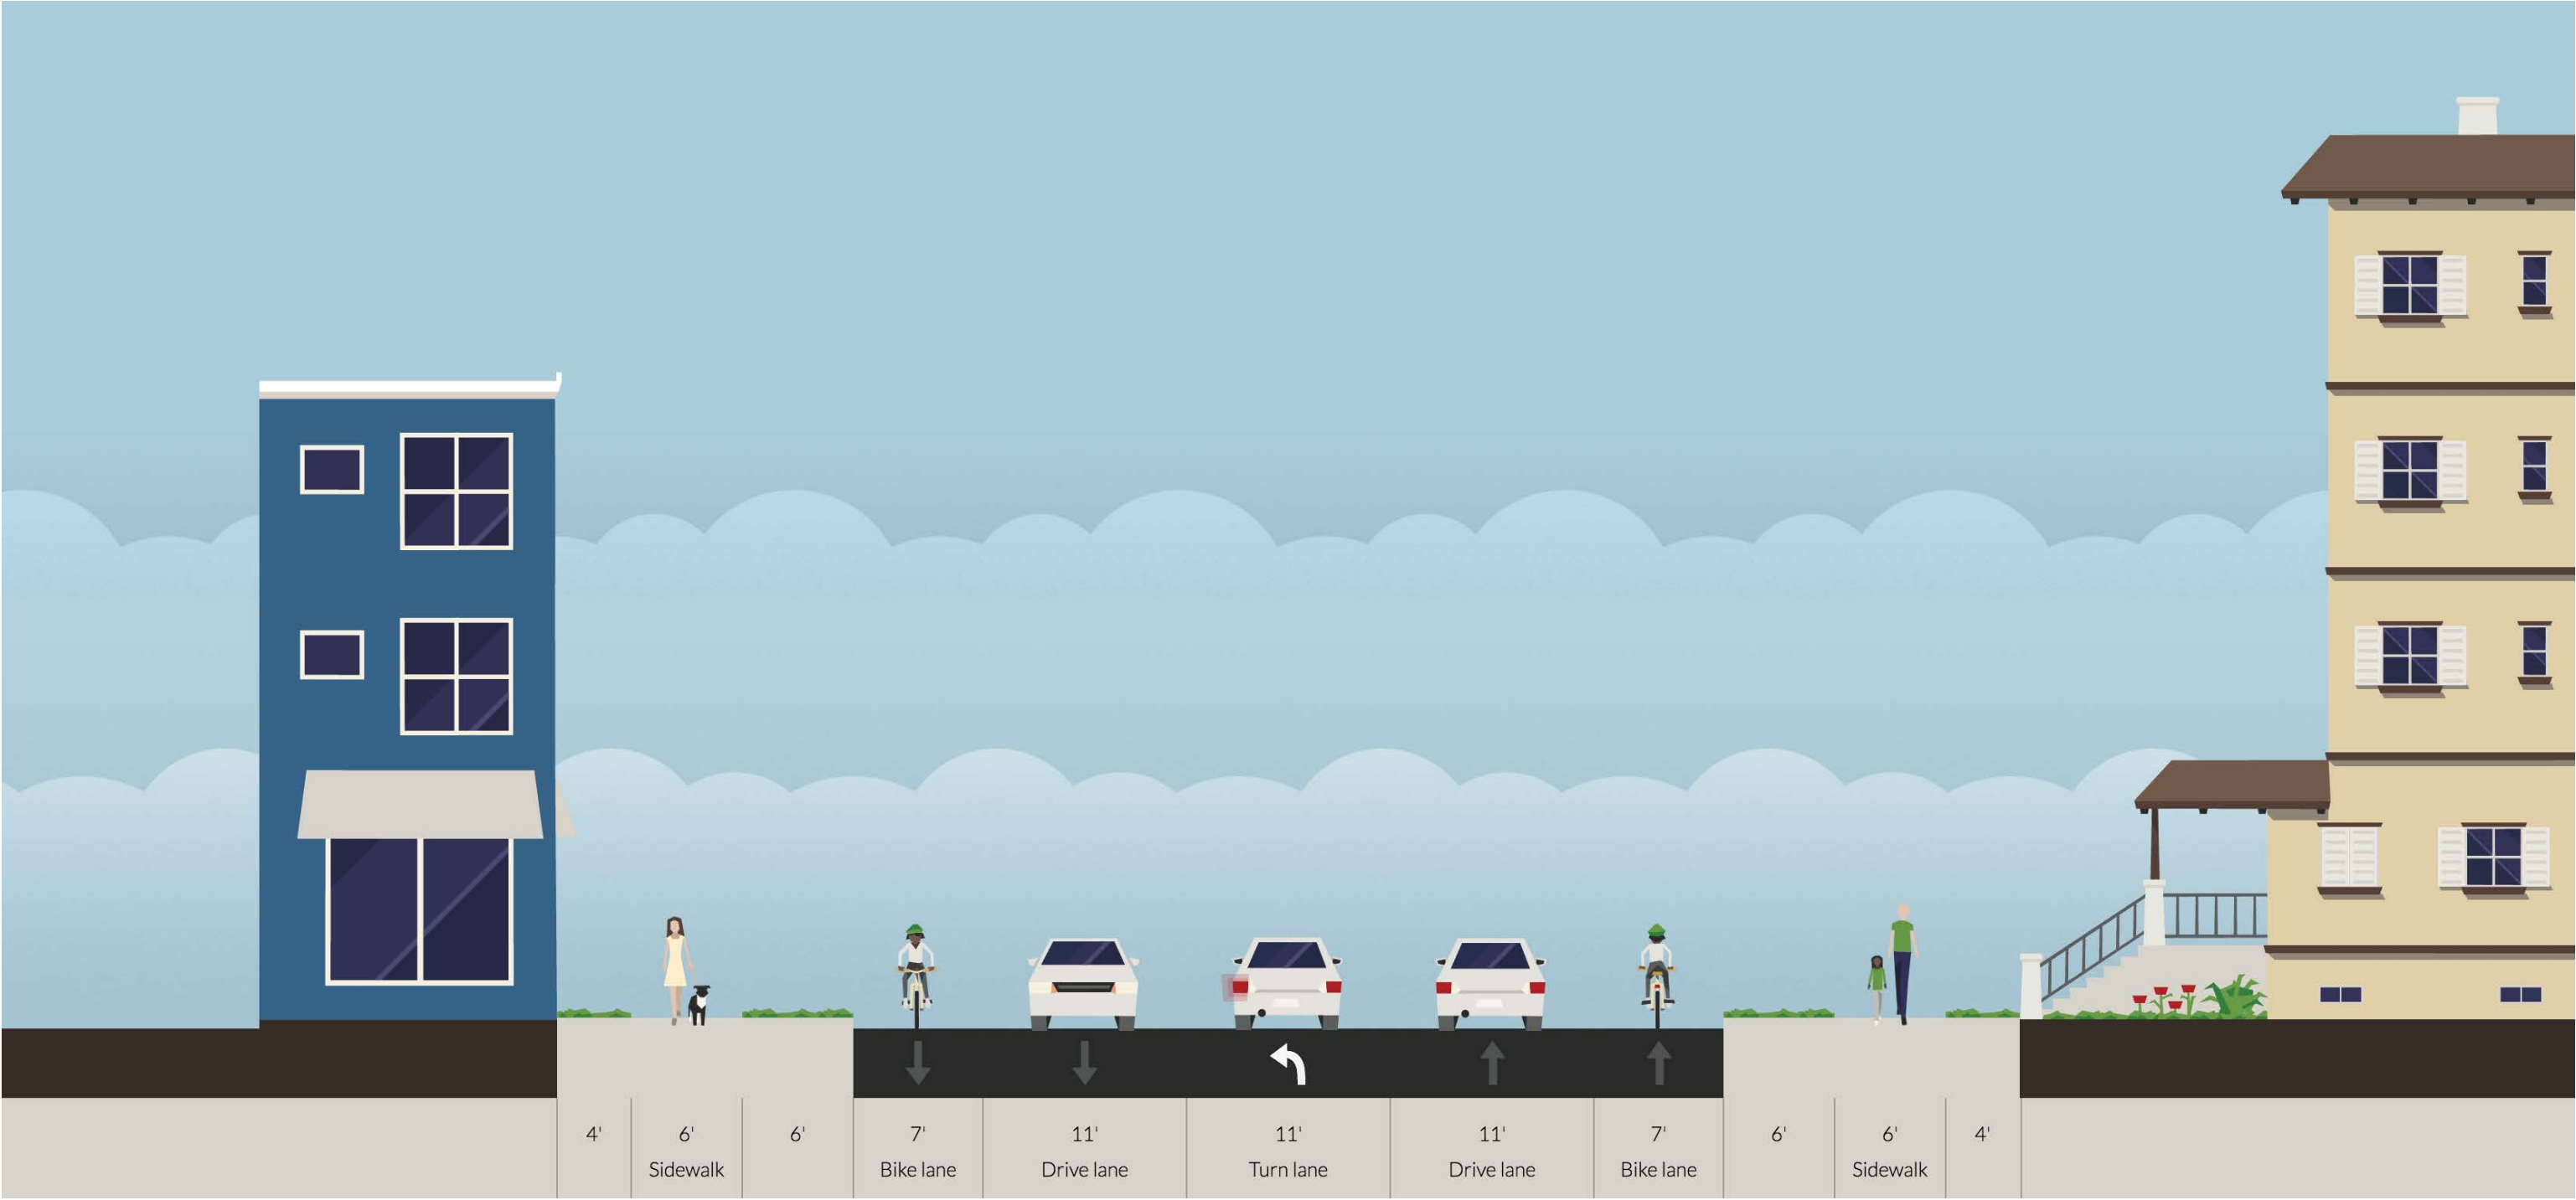 4' 6' 6' 7' 11' 11' 11' 7' 6' 6' 4'
Sidewalk Bike lane Drive lane Turn lane Drive lane Bike lane Sidewalk